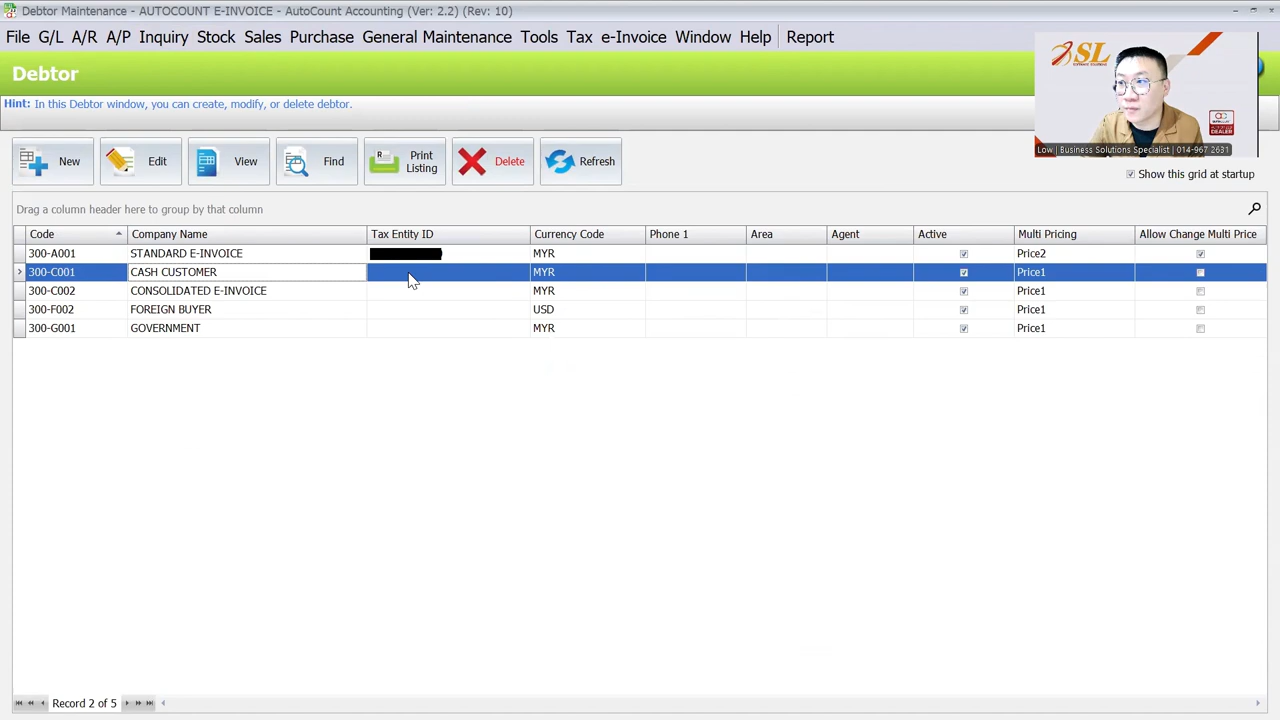 Debtor Maintenance - AUTOCOUNT E-INVOICE - AutoCount Accounting (Ver: 2.2) (Rev: 10)
File G/L A/R A/P Inquiry Stock Sales Purchase General Maintenance Tools Tax e-Invoice Window Help Report
Debtor
Hint: In this Debtor window, you can create, modify, or delete debtor.
SL
Low | Business Solutions Specialist | 014-967 2631
New Edit View Find Print Listing Delete Refresh
Show this grid at startup
Drag a column header here to group by that column
Code Company Name Tax Entity ID Currency Code Phone 1 Area Agent Active Multi Pricing Allow Change Multi Price
300-A001 STANDARD E-INVOICE MYR Price2
300-C001 CASH CUSTOMER MYR Price1
300-C002 CONSOLIDATED E-INVOICE MYR Price1
300-F002 FOREIGN BUYER USD Price1
300-G001 GOVERNMENT MYR Price1
Record 2 of 5